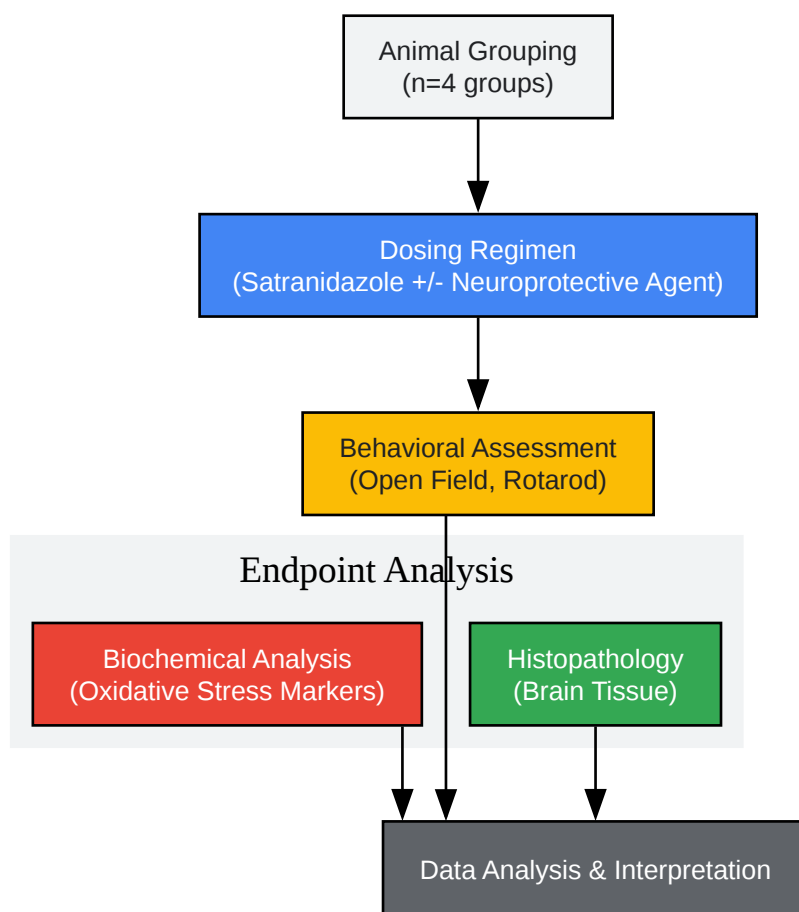 Animal Grouping
(n=4 groups)
Dosing Regimen
(Satranidazole +/- Neuroprotective Agent)
Behavioral Assessment
(Open Field, Rotarod)
Endpoint Analysis
Biochemical Analysis
(Oxidative Stress Markers)
Histopathology
(Brain Tissue)
Data Analysis & Interpretation